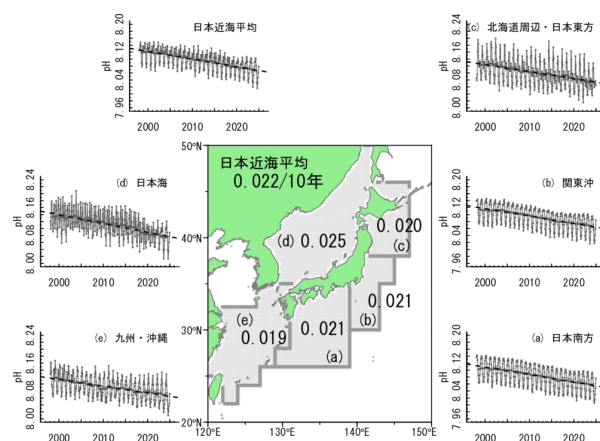 日本近海平均
pH
8.20
8.12
8.04
7.96
2000
2010
2020
(c) 北海道周辺・日本東方
pH
8.24
8.16
8.08
8.00
2000
2010
2020
(d) 日本海
pH
8.24
8.16
8.08
8.00
2000
2010
2020
50°N
40°N
30°N
20°N
120°E
130°E
140°E
150°E
日本近海平均
0.022/10年
(d) 0.025
0.020
(c)
0.021
(b)
(e)
0.019
0.021
(a)
(b) 関東沖
pH
8.20
8.12
8.04
7.96
2000
2010
2020
(e) 九州・沖縄
pH
8.24
8.16
8.08
8.00
2000
2010
2020
(a) 日本南方
pH
8.20
8.12
8.04
7.96
2000
2010
2020